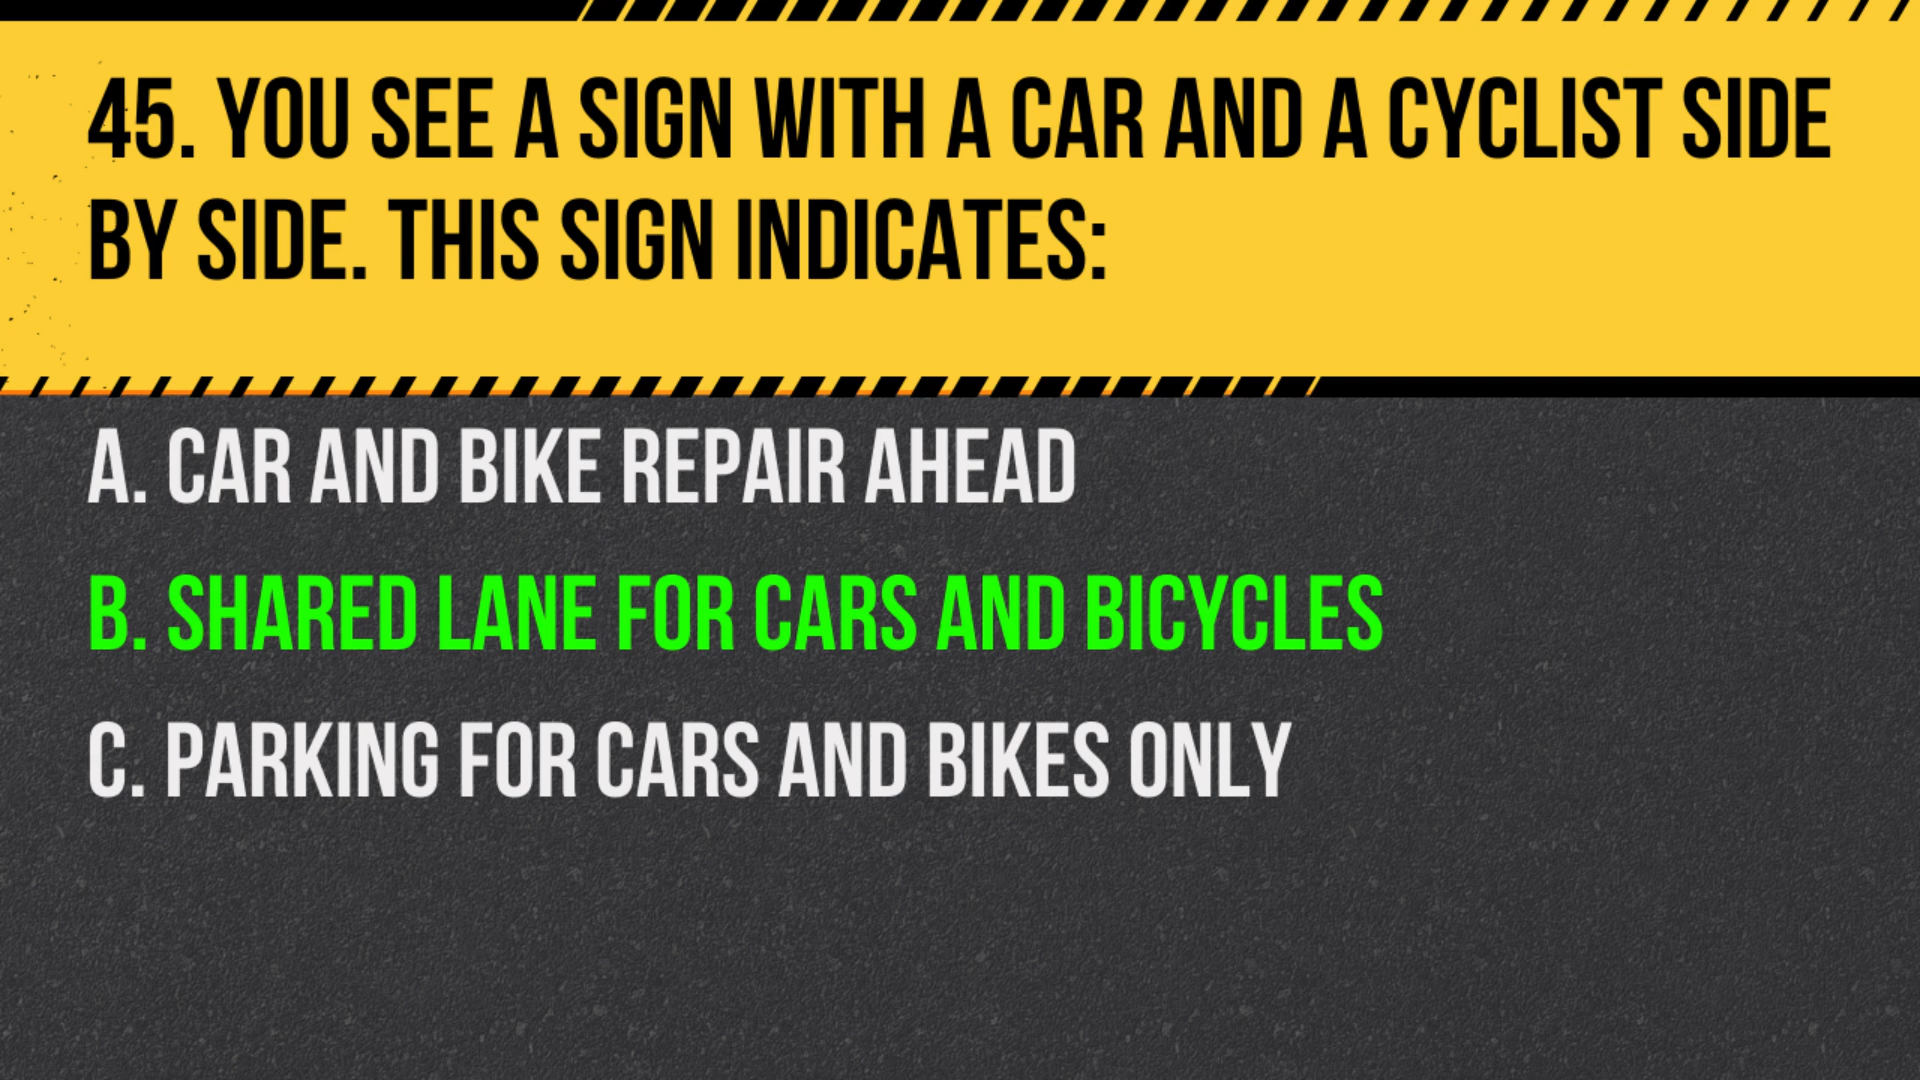 45. YOU SEE A SIGN WITH A CAR AND A CYCLIST SIDE
BY SIDE. THIS SIGN INDICATES:
A. CAR AND BIKE REPAIR AHEAD
B. SHARED LANE FOR CARS AND BICYCLES
C. PARKING FOR CARS AND BIKES ONLY